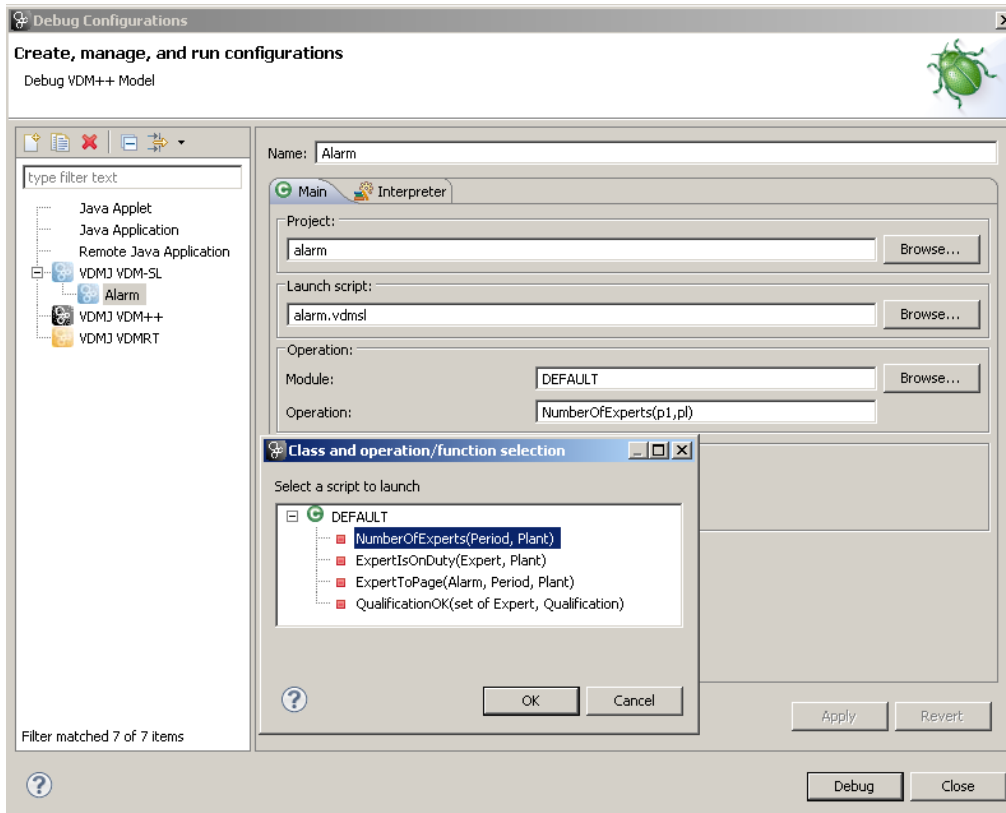 Debug Configurations
Create, manage, and run configurations
Debug VDM++ Model
type filter text
Java Applet
Java Application
Remote Java Application
VDMJ VDM-SL
Alarm
VDMJ VDM++
VDMJ VDMRT
Filter matched 7 of 7 items
Name: Alarm
Main Interpreter
Project:
alarm Browse...
Launch script:
alarm.vdmsl Browse...
Operation:
Module: DEFAULT Browse...
Operation: NumberOfExperts(p1,pl)
Class and operation/function selection
Select a script to launch
DEFAULT
NumberOfExperts(Period, Plant)
ExpertIsOnDuty(Expert, Plant)
ExpertToPage(Alarm, Period, Plant)
QualificationOK(set of Expert, Qualification)
OK Cancel
Apply Revert
Debug Close